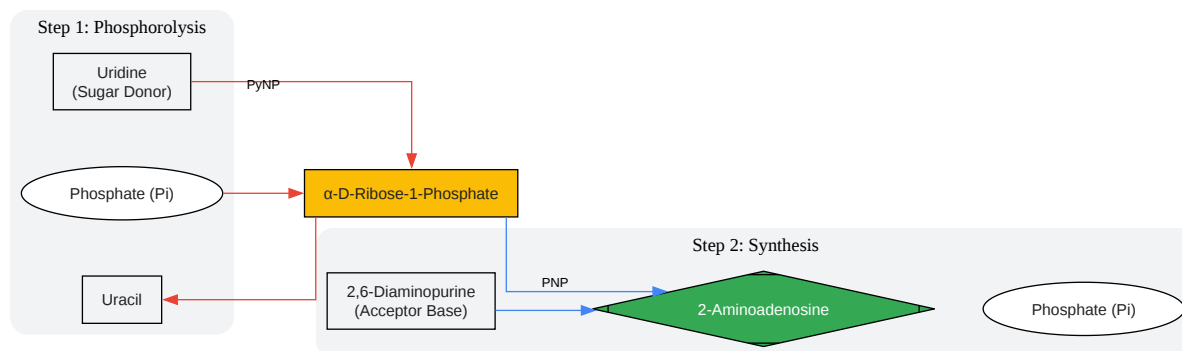 Step 1: Phosphorolysis
Uridine
(Sugar Donor)
PyNP
Phosphate (Pi)
α-D-Ribose-1-Phosphate
Uracil
Step 2: Synthesis
2,6-Diaminopurine
(Acceptor Base)
PNP
2-Aminoadenosine
Phosphate (Pi)